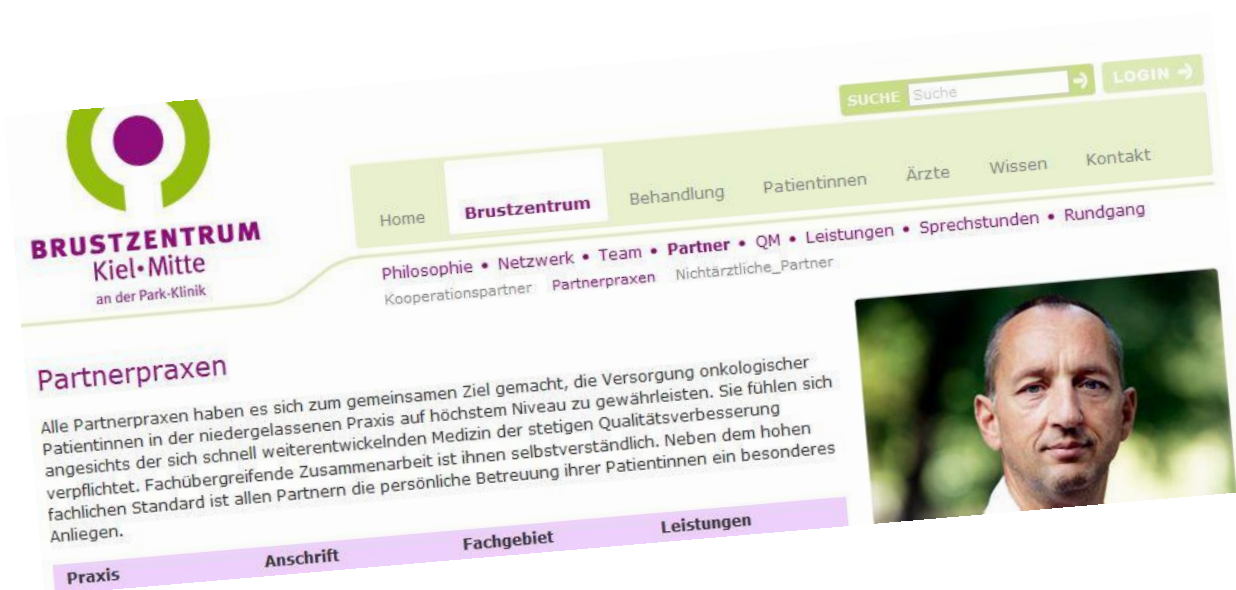 SUCHE Suche LOGIN
BRUSTZENTRUM
Kiel•Mitte
an der Park-Klinik
Home Brustzentrum Behandlung Patientinnen Ärzte Wissen Kontakt
Philosophie • Netzwerk • Team • Partner • QM • Leistungen • Sprechstunden • Rundgang
Kooperationspartner Partnerpraxen Nichtärztliche_Partner
Partnerpraxen
Alle Partnerpraxen haben es sich zum gemeinsamen Ziel gemacht, die Versorgung onkologischer
Patientinnen in der niedergelassenen Praxis auf höchstem Niveau zu gewährleisten. Sie fühlen sich
angesichts der sich schnell weiterentwickelnden Medizin der stetigen Qualitätsverbesserung
verpflichtet. Fachübergreifende Zusammenarbeit ist ihnen selbstverständlich. Neben dem hohen
fachlichen Standard ist allen Partnern die persönliche Betreuung ihrer Patientinnen ein besonderes
Anliegen.
Praxis Anschrift Fachgebiet Leistungen